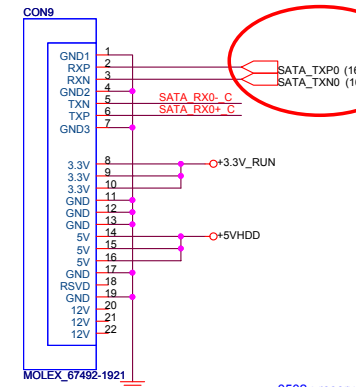 CON9
GND1 1
RXP 2
RXN 3
GND2 4
TXN 5
TXP 6
GND3 7
SATA_TXP0 (16
SATA_TXN0 (16
SATA_RX0-_C
SATA_RX0+_C
3.3V 8
3.3V 9
3.3V 10
GND 11
GND 12
GND 13
5V 14
5V 15
5V 16
GND 17
RSVD 18
GND 19
12V 20
12V 21
12V 22
+3.3V_RUN
+5VHDD
MOLEX_67492-1921